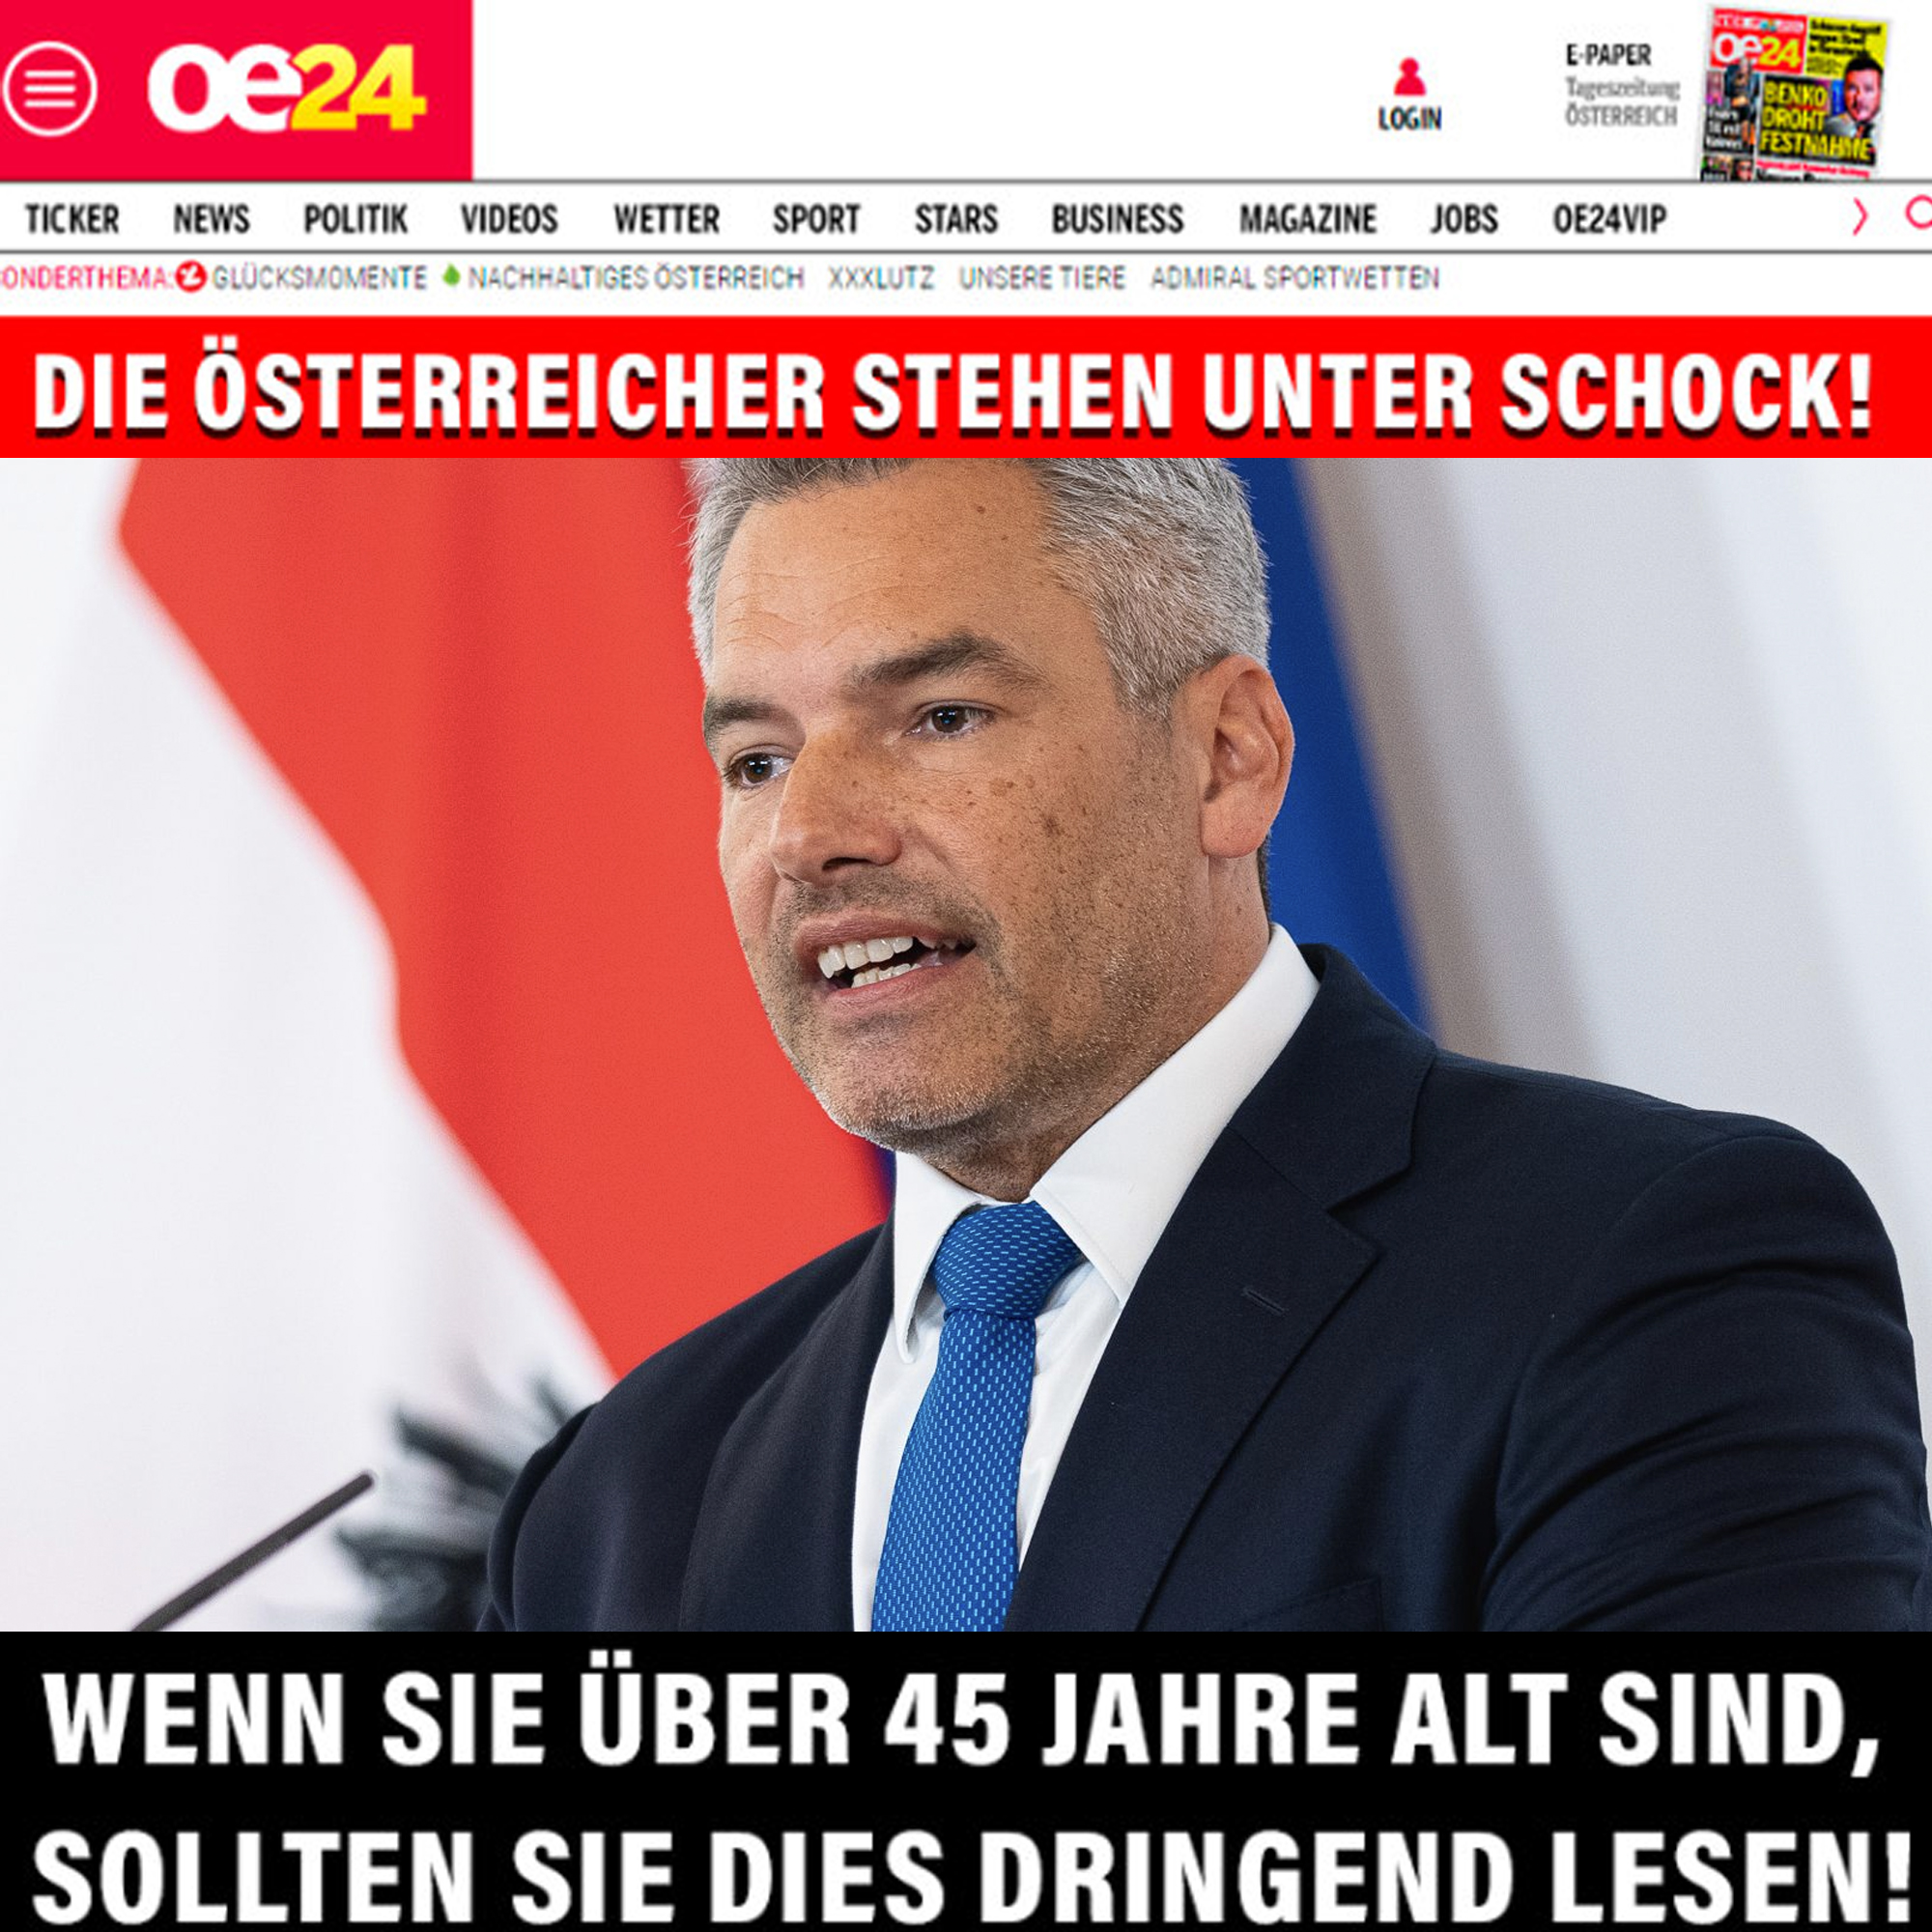 oe24
LOGIN
E-PAPER
Tageszeitung
ÖSTERREICH
oe24
BENKO
DROHT
FESTNAHME
TICKER NEWS POLITIK VIDEOS WETTER SPORT STARS BUSINESS MAGAZINE JOBS OE24VIP
ONDERTHEMA: GLÜCKSMOMENTE NACHHALTIGES ÖSTERREICH XXXLUTZ UNSERE TIERE ADMIRAL SPORTWETTEN
DIE ÖSTERREICHER STEHEN UNTER SCHOCK!
WENN SIE ÜBER 45 JAHRE ALT SIND,
SOLLTEN SIE DIES DRINGEND LESEN!